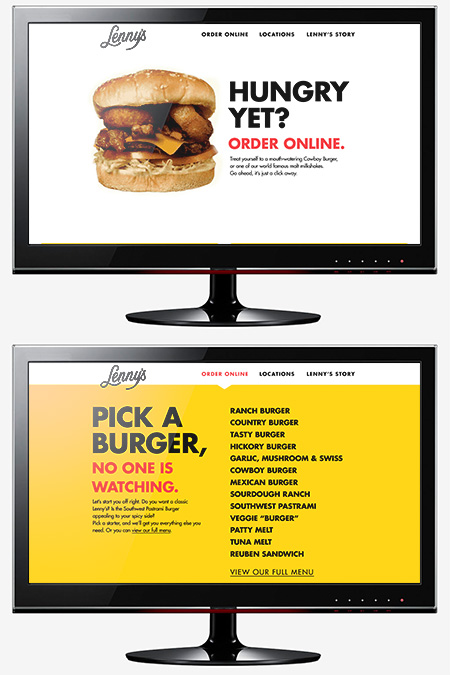 Lenny's
ORDER ONLINE LOCATIONS LENNY'S STORY
HUNGRY
YET?
ORDER ONLINE.
Treat yourself to a mouth-watering Cowboy Burger,
or one of our world famous malt milkshakes.
Go ahead, it's just a click away.
Lenny's
ORDER ONLINE LOCATIONS LENNY'S STORY
PICK A
BURGER,
NO ONE IS
WATCHING.
Let's start you off right. Do you want a classic
Lenny's? Is the Southwest Pastrami Burger
appealing to your spicy side?
Pick a starter, and we'll get you everything else you
need. Or you can view our full menu.
RANCH BURGER
COUNTRY BURGER
TASTY BURGER
HICKORY BURGER
GARLIC, MUSHROOM & SWISS
COWBOY BURGER
MEXICAN BURGER
SOURDOUGH RANCH
SOUTHWEST PASTRAMI
VEGGIE "BURGER"
PATTY MELT
TUNA MELT
REUBEN SANDWICH
VIEW OUR FULL MENU